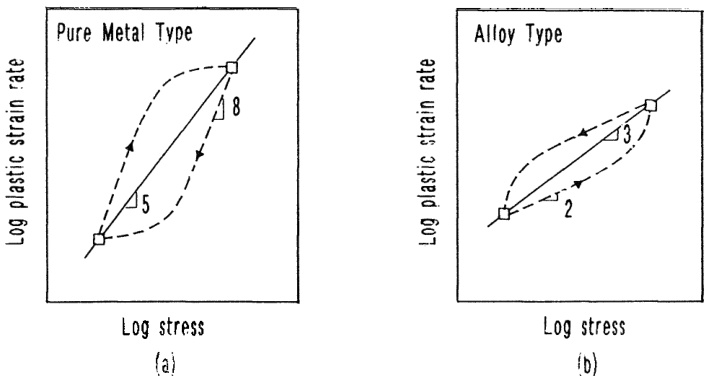 Pure Metal Type
8
5
Log plastic strain rate
Log stress
(a)
Alloy Type
3
2
Log plastic strain rate
Log stress
(b)